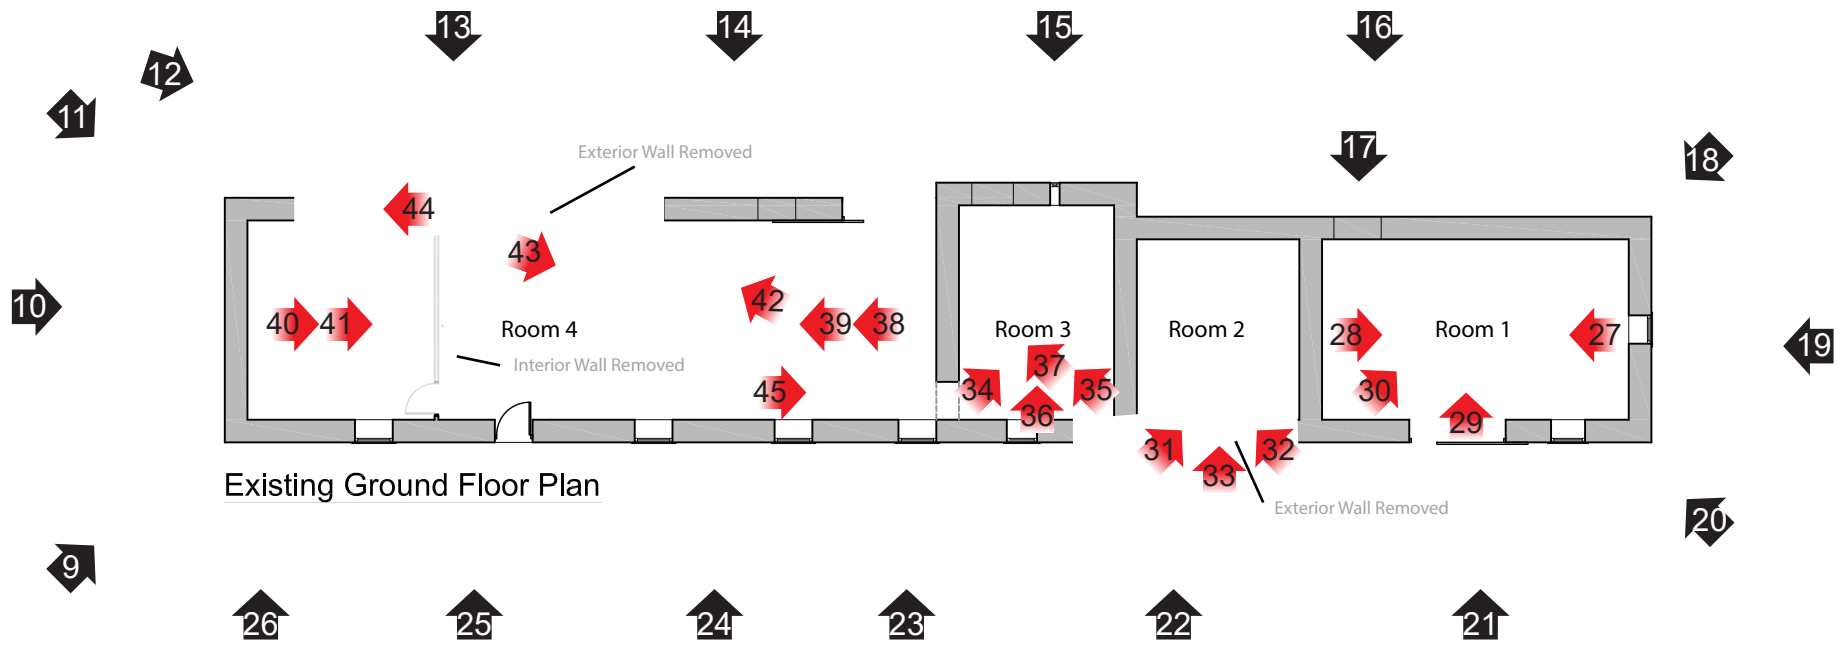 13 14 15 16
12
11
Exterior Wall Removed
17
18
44
43
10
42
40 41 Room 4 39 38 Room 3 Room 2 28 Room 1 27
19
Interior Wall Removed
37
45 34 35 30
36 29
31 32
33
Existing Ground Floor Plan
Exterior Wall Removed
20
9
26 25 24 23 22 21